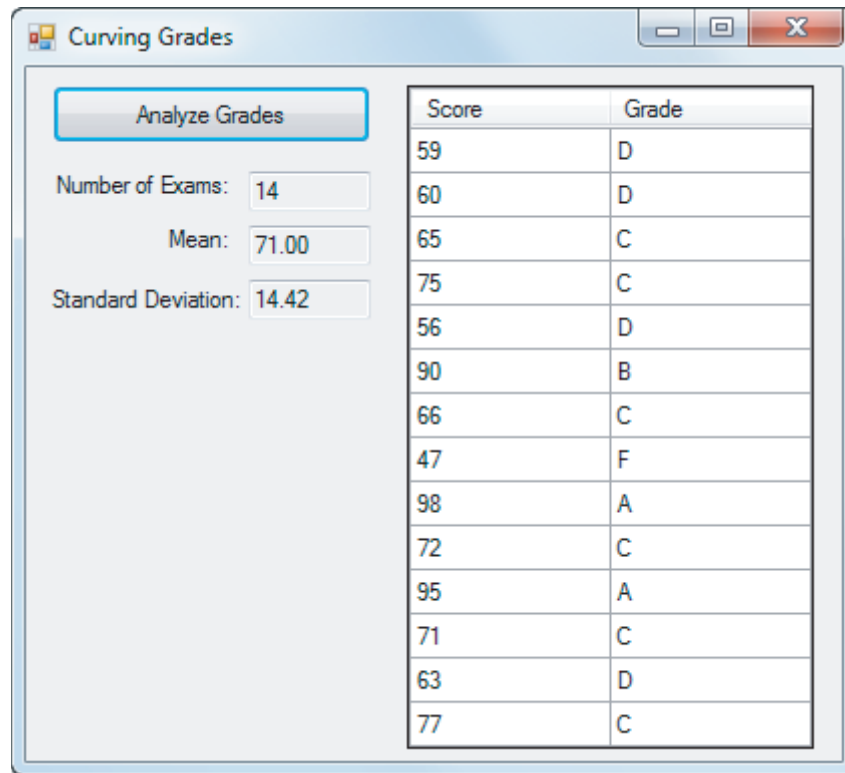 Curving Grades
Analyze Grades
Number of Exams: 14
Mean: 71.00
Standard Deviation: 14.42
Score Grade
59 D
60 D
65 C
75 C
56 D
90 B
66 C
47 F
98 A
72 C
95 A
71 C
63 D
77 C